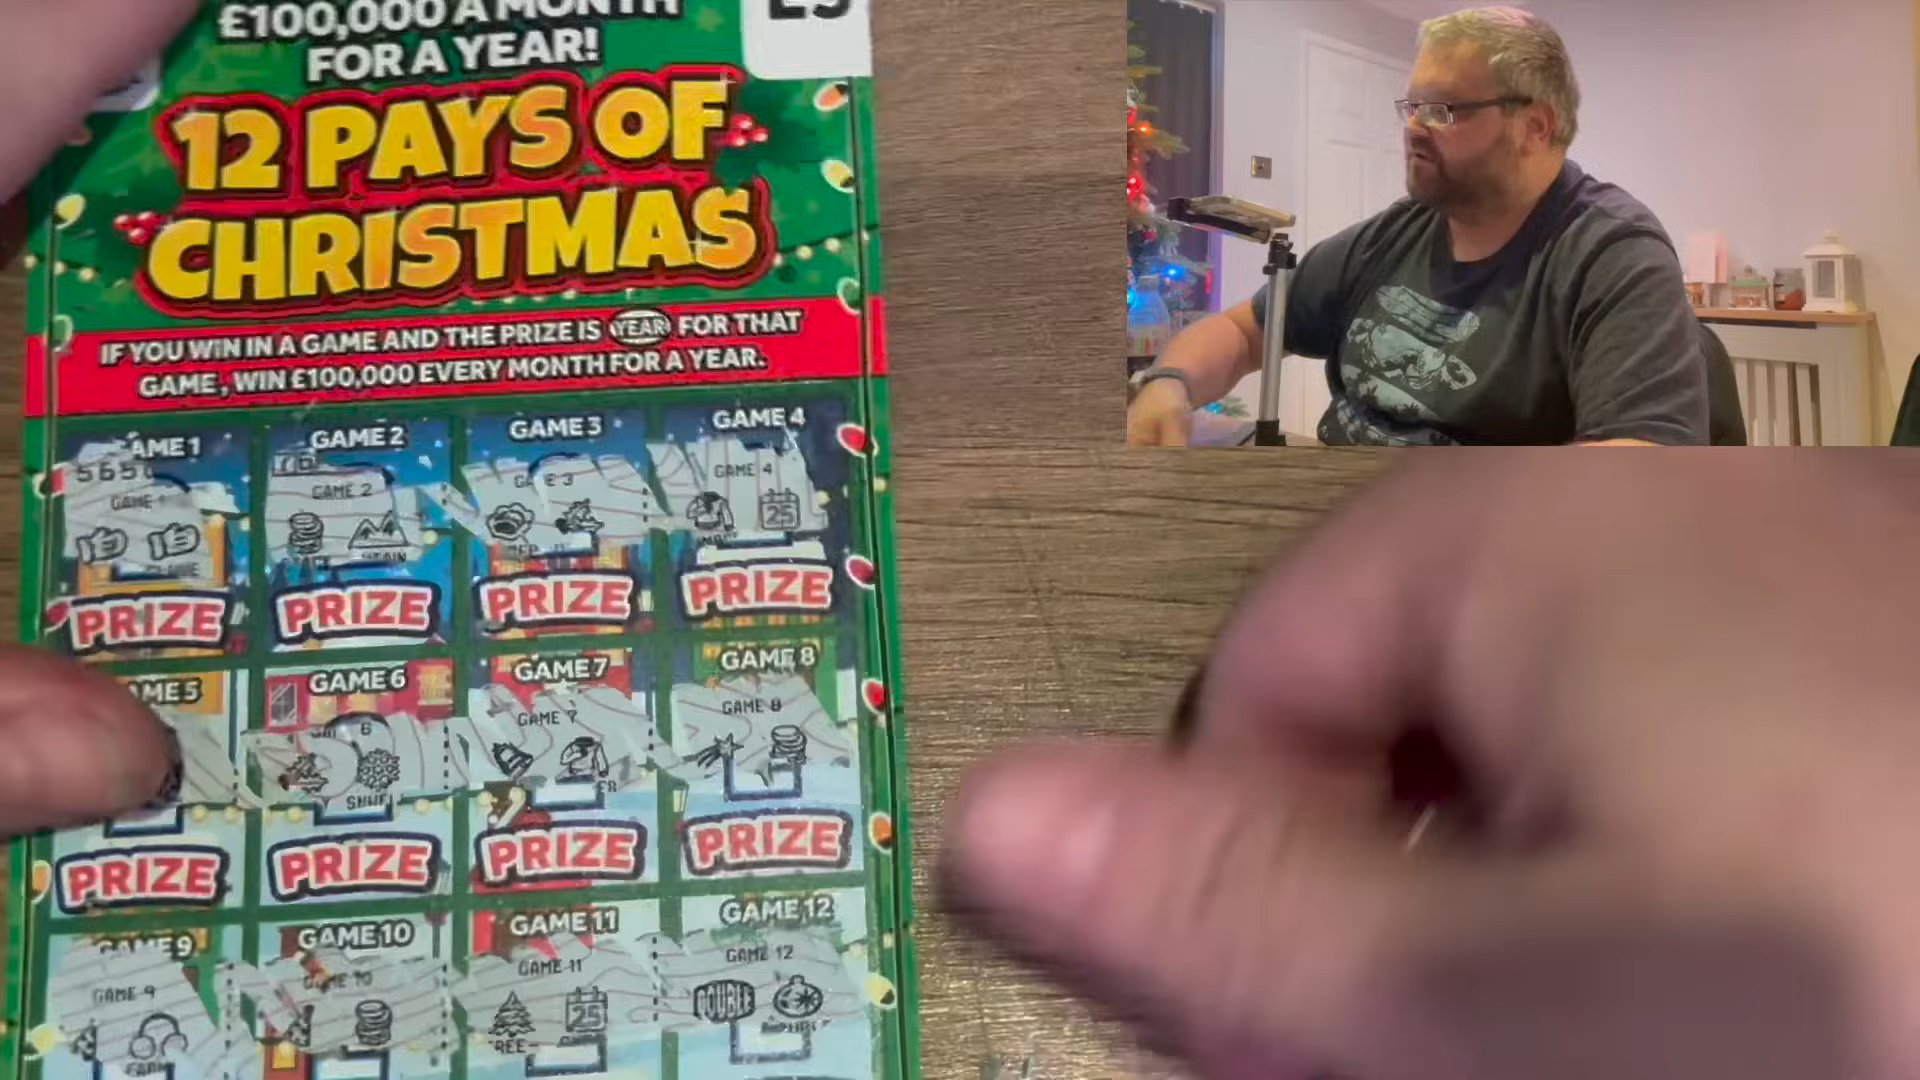 £100,000 A MONTH
FOR A YEAR!
£5
12 PAYS OF
CHRISTMAS
IF YOU WIN IN A GAME AND THE PRIZE IS YEAR FOR THAT
GAME, WIN £100,000 EVERY MONTH FOR A YEAR.
GAME 1
GAME 2
GAME 3
GAME 4
GAME 2
GAME 4
25
PRIZE
PRIZE
PRIZE
PRIZE
GAME 6
GAME 7
GAME 8
GAME 7
GAME 8
PRIZE
PRIZE
PRIZE
PRIZE
GAME 9
GAME 10
GAME 11
GAME 12
GAME 9
GAME 11
GAME 12
25
DOUBLE